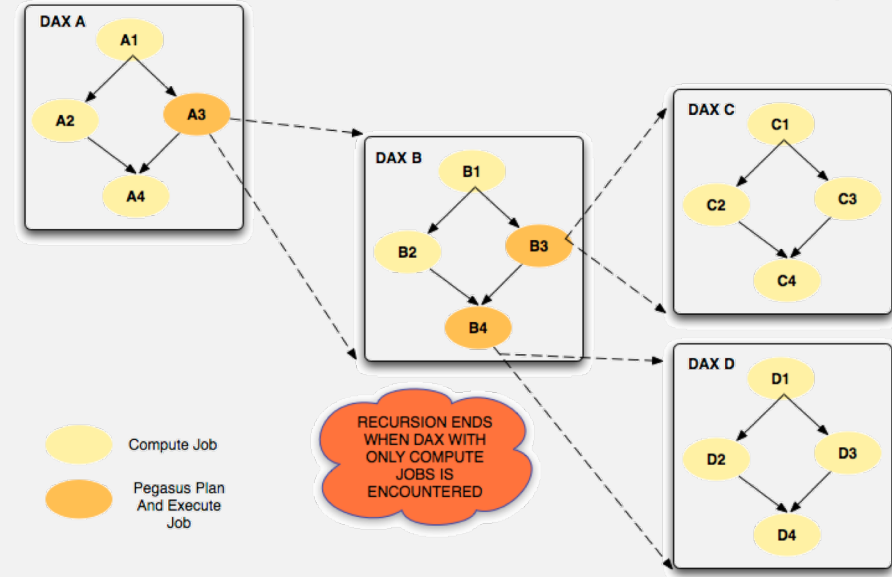 DAX A
A1
A2
A3
A4
DAX B
B1
B2
B3
B4
DAX C
C1
C2
C3
C4
DAX D
D1
D2
D3
D4
RECURSION ENDS
WHEN DAX WITH
ONLY COMPUTE
JOBS IS
ENCOUNTERED
Compute Job
Pegasus Plan
And Execute
Job